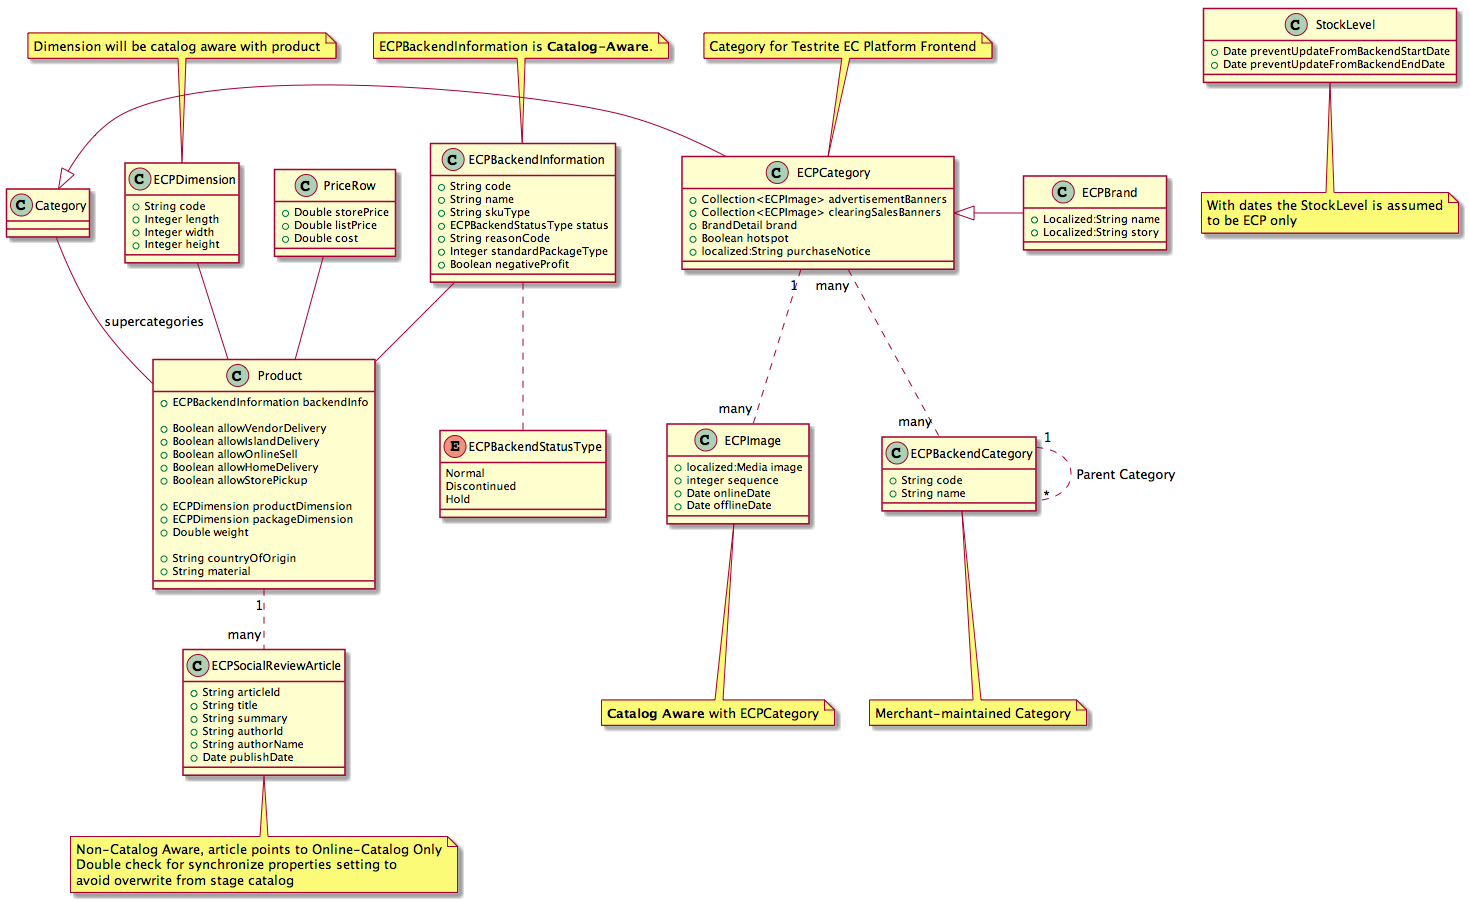 Dimension will be catalog aware with product
ECPBackendInformation is Catalog-Aware.
Category for Testrite EC Platform Frontend
C StockLevel
Date preventUpdateFromBackendStartDate
Date preventUpdateFromBackendEndDate
C Category
C ECPDimension
String code
Integer length
Integer width
Integer height
C PriceRow
Double storePrice
Double listPrice
Double cost
C ECPBackendInformation
String code
String name
String skuType
ECPBackendStatusType status
String reasonCode
Integer standardPackageType
Boolean negativeProfit
C ECPCategory
Collection<ECPImage> advertisementBanners
Collection<ECPImage> clearingSalesBanners
BrandDetail brand
Boolean hotspot
localized:String purchaseNotice
C ECPBrand
Localized:String name
Localized:String story
With dates the StockLevel is assumed
to be ECP only
supercategories
1
many
many
many
C Product
ECPBackendInformation backendInfo
Boolean allowVendorDelivery
Boolean allowIslandDelivery
Boolean allowOnlineSell
Boolean allowHomeDelivery
Boolean allowStorePickup
ECPDimension productDimension
ECPDimension packageDimension
Double weight
String countryOfOrigin
String material
E ECPBackendStatusType
Normal
Discontinued
Hold
C ECPImage
localized:Media image
integer sequence
Date onlineDate
Date offlineDate
C ECPBackendCategory
String code
String name
1
Parent Category
*
1
many
C ECPSocialReviewArticle
String articleId
String title
String summary
String authorId
String authorName
Date publishDate
Catalog Aware with ECPCategory
Merchant-maintained Category
Non-Catalog Aware, article points to Online-Catalog Only
Double check for synchronize properties setting to
avoid overwrite from stage catalog